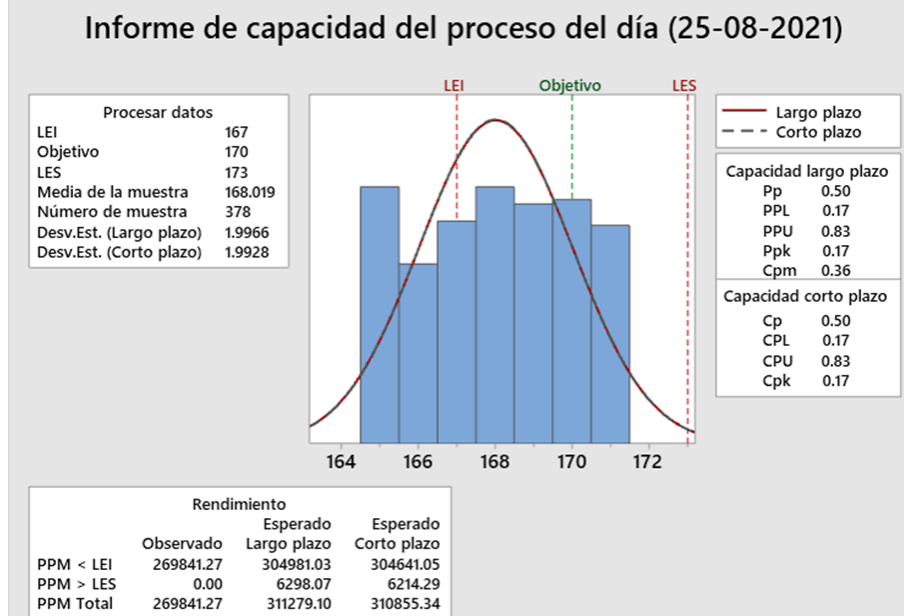 Informe de capacidad del proceso del día (25-08-2021)
Procesar datos
LEI 167
Objetivo 170
LES 173
Media de la muestra 168.019
Número de muestra 378
Desv.Est. (Largo plazo) 1.9966
Desv.Est. (Corto plazo) 1.9928
LEI Objetivo LES
164 166 168 170 172
Largo plazo
Corto plazo
Capacidad largo plazo
Pp 0.50
PPL 0.17
PPU 0.83
Ppk 0.17
Cpm 0.36
Capacidad corto plazo
Cp 0.50
CPL 0.17
CPU 0.83
Cpk 0.17
Rendimiento
Esperado Esperado
Observado Largo plazo Corto plazo
PPM < LEI 269841.27 304981.03 304641.05
PPM > LES 0.00 6298.07 6214.29
PPM Total 269841.27 311279.10 310855.34